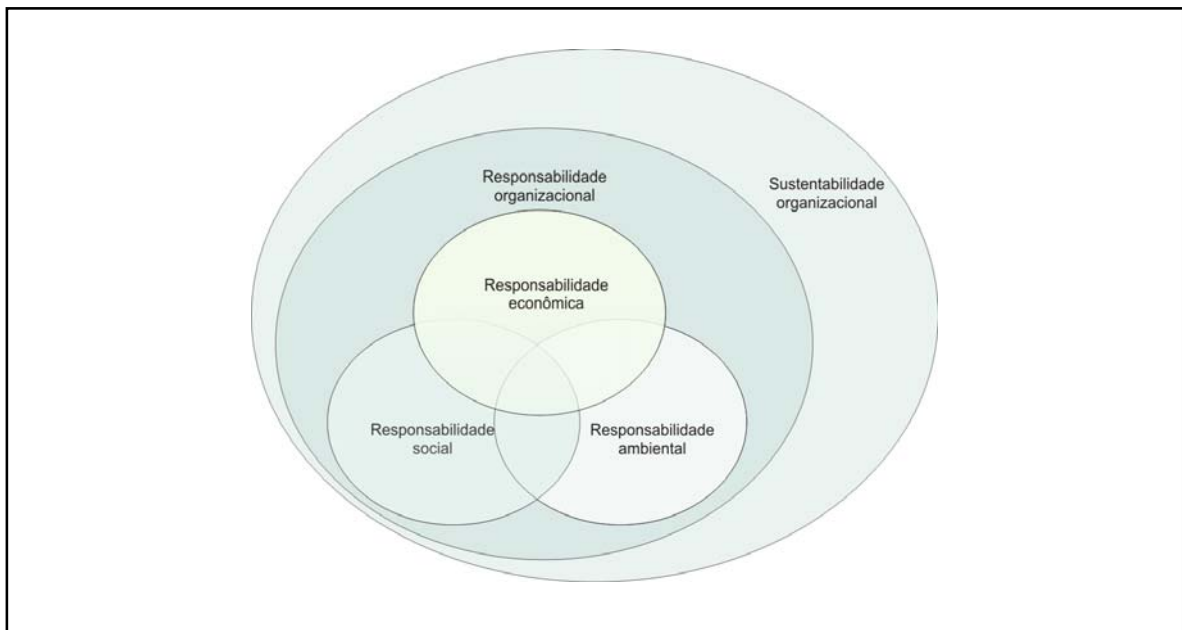 Responsabilidade
organizacional
Sustentabilidade
organizacional
Responsabilidade
econômica
Responsabilidade
social
Responsabilidade
ambiental